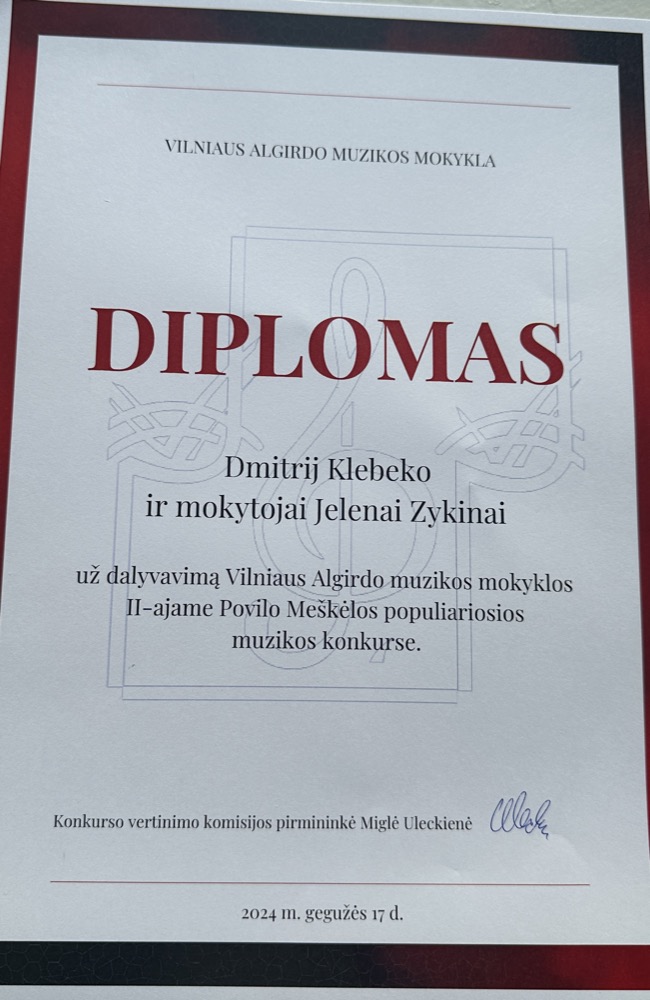 VILNIAUS ALGIRDO MUZIKOS MOKYKLA
DIPLOMAS
Dmitrij Klebeko
ir mokytojai Jelenai Zykinai
už dalyvavimą Vilniaus Algirdo muzikos mokyklos
II-ajame Povilo Meškėlos populiariosios
muzikos konkurse.
Konkurso vertinimo komisijos pirmininkė Miglė Uleckienė
2024 m. gegužės 17 d.